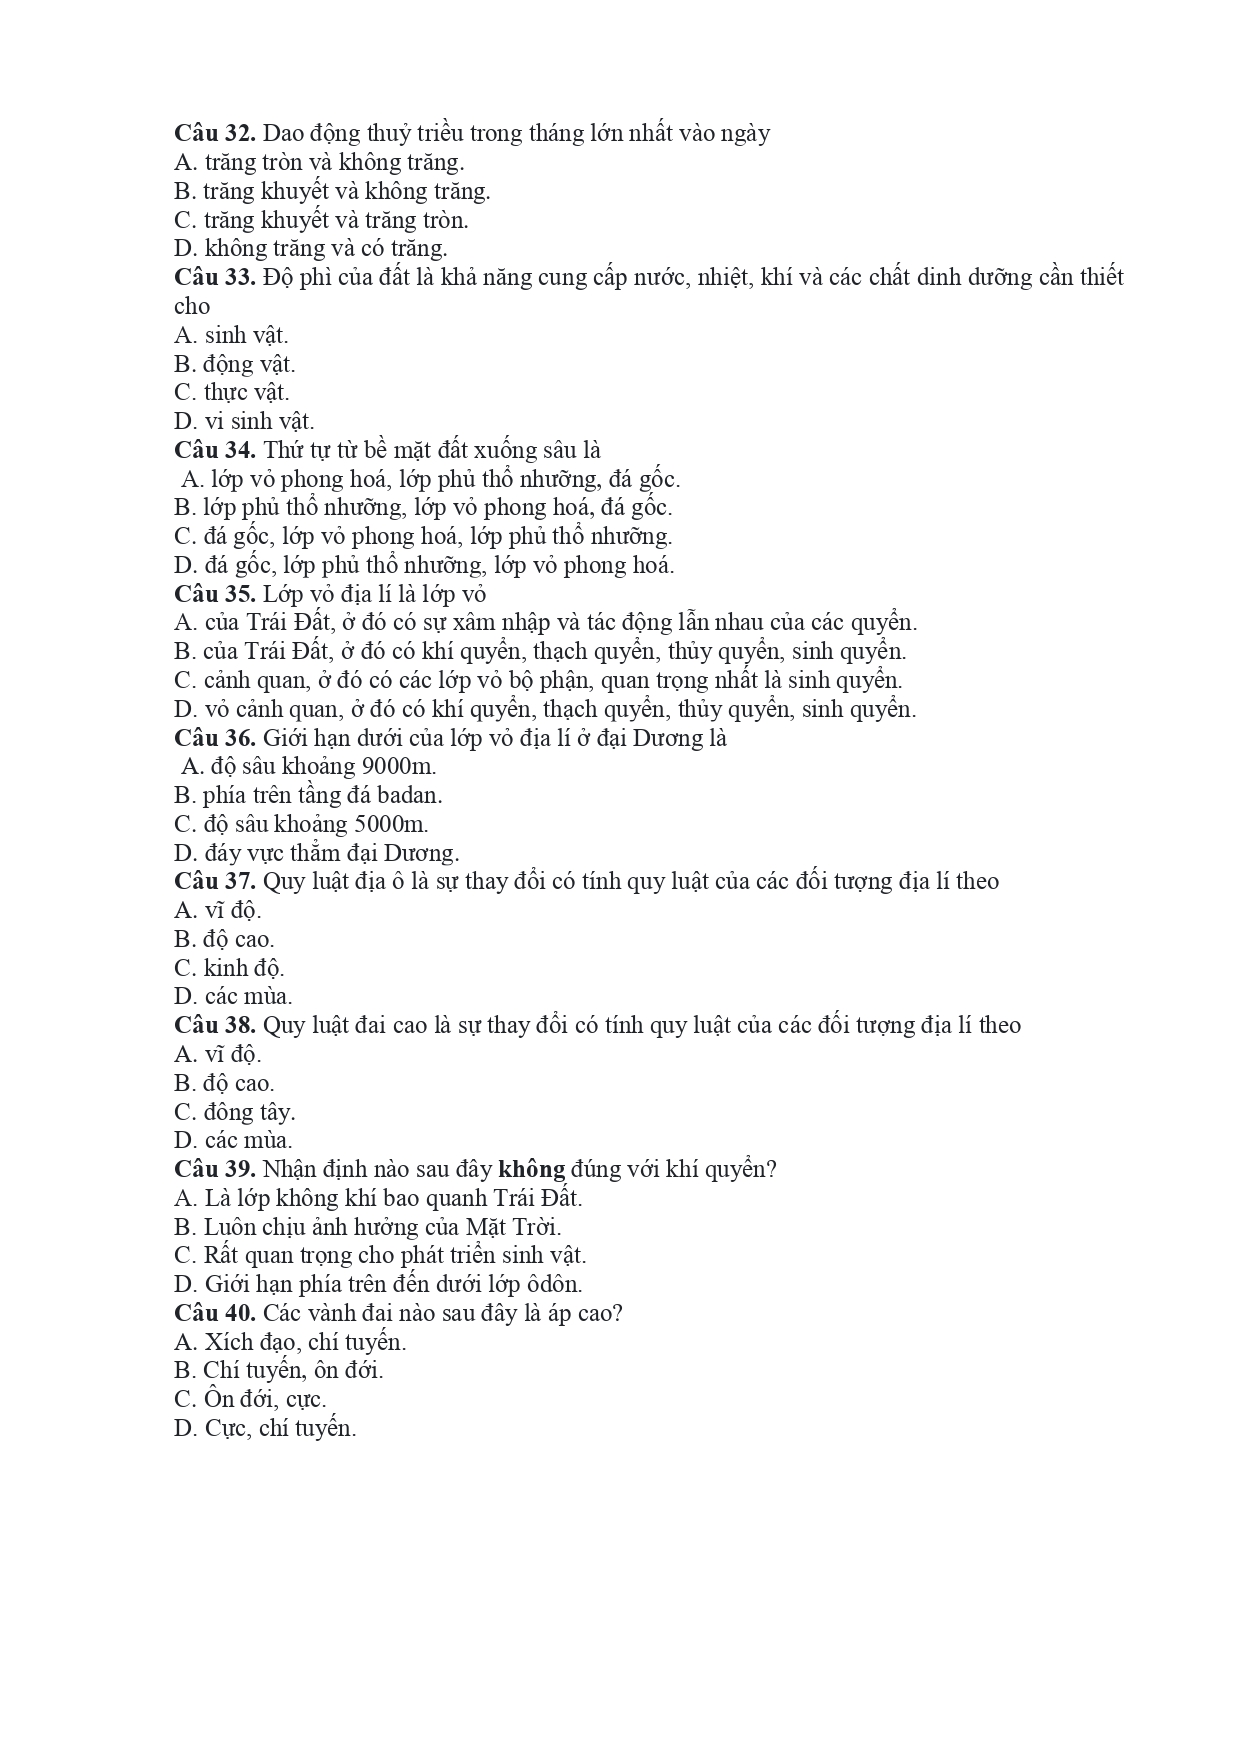 Câu 32. Dao động thuỷ triều trong tháng lớn nhất vào ngày
A. trăng tròn và không trăng.
B. trăng khuyết và không trăng.
C. trăng khuyết và trăng tròn.
D. không trăng và có trăng.
Câu 33. Độ phì của đất là khả năng cung cấp nước, nhiệt, khí và các chất dinh dưỡng cần thiết
cho
A. sinh vật.
B. động vật.
C. thực vật.
D. vi sinh vật.
Câu 34. Thứ tự từ bề mặt đất xuống sâu là
A. lớp vỏ phong hoá, lớp phủ thổ nhưỡng, đá gốc.
B. lớp phủ thổ nhưỡng, lớp vỏ phong hoá, đá gốc.
C. đá gốc, lớp vỏ phong hoá, lớp phủ thổ nhưỡng.
D. đá gốc, lớp phủ thổ nhưỡng, lớp vỏ phong hoá.
Câu 35. Lớp vỏ địa lí là lớp vỏ
A. của Trái Đất, ở đó có sự xâm nhập và tác động lẫn nhau của các quyển.
B. của Trái Đất, ở đó có khí quyển, thạch quyển, thủy quyển, sinh quyển.
C. cảnh quan, ở đó có các lớp vỏ bộ phận, quan trọng nhất là sinh quyển.
D. vỏ cảnh quan, ở đó có khí quyển, thạch quyển, thủy quyển, sinh quyển.
Câu 36. Giới hạn dưới của lớp vỏ địa lí ở đại Dương là
A. độ sâu khoảng 9000m.
B. phía trên tầng đá badan.
C. độ sâu khoảng 5000m.
D. đáy vực thẳm đại Dương.
Câu 37. Quy luật địa ô là sự thay đổi có tính quy luật của các đối tượng địa lí theo
A. vĩ độ.
B. độ cao.
C. kinh độ.
D. các mùa.
Câu 38. Quy luật đai cao là sự thay đổi có tính quy luật của các đối tượng địa lí theo
A. vĩ độ.
B. độ cao.
C. đông tây.
D. các mùa.
Câu 39. Nhận định nào sau đây không đúng với khí quyển?
A. Là lớp không khí bao quanh Trái Đất.
B. Luôn chịu ảnh hưởng của Mặt Trời.
C. Rất quan trọng cho phát triển sinh vật.
D. Giới hạn phía trên đến dưới lớp ôdôn.
Câu 40. Các vành đai nào sau đây là áp cao?
A. Xích đạo, chí tuyến.
B. Chí tuyến, ôn đới.
C. Ôn đới, cực.
D. Cực, chí tuyến.